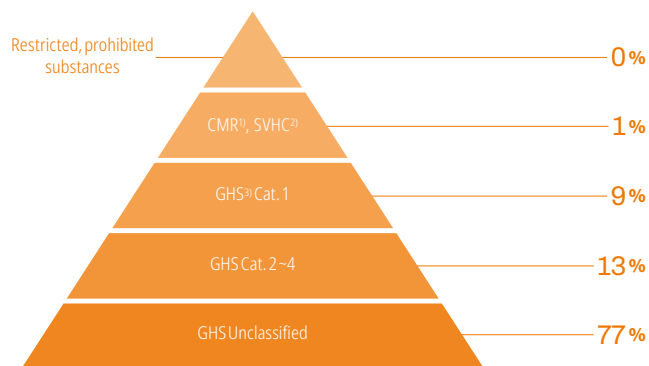 Restricted, prohibited
substances
0%
CMR¹⁾, SVHC²⁾
1%
GHS³⁾ Cat. 1
9%
GHS Cat. 2~4
13%
GHS Unclassified
77%